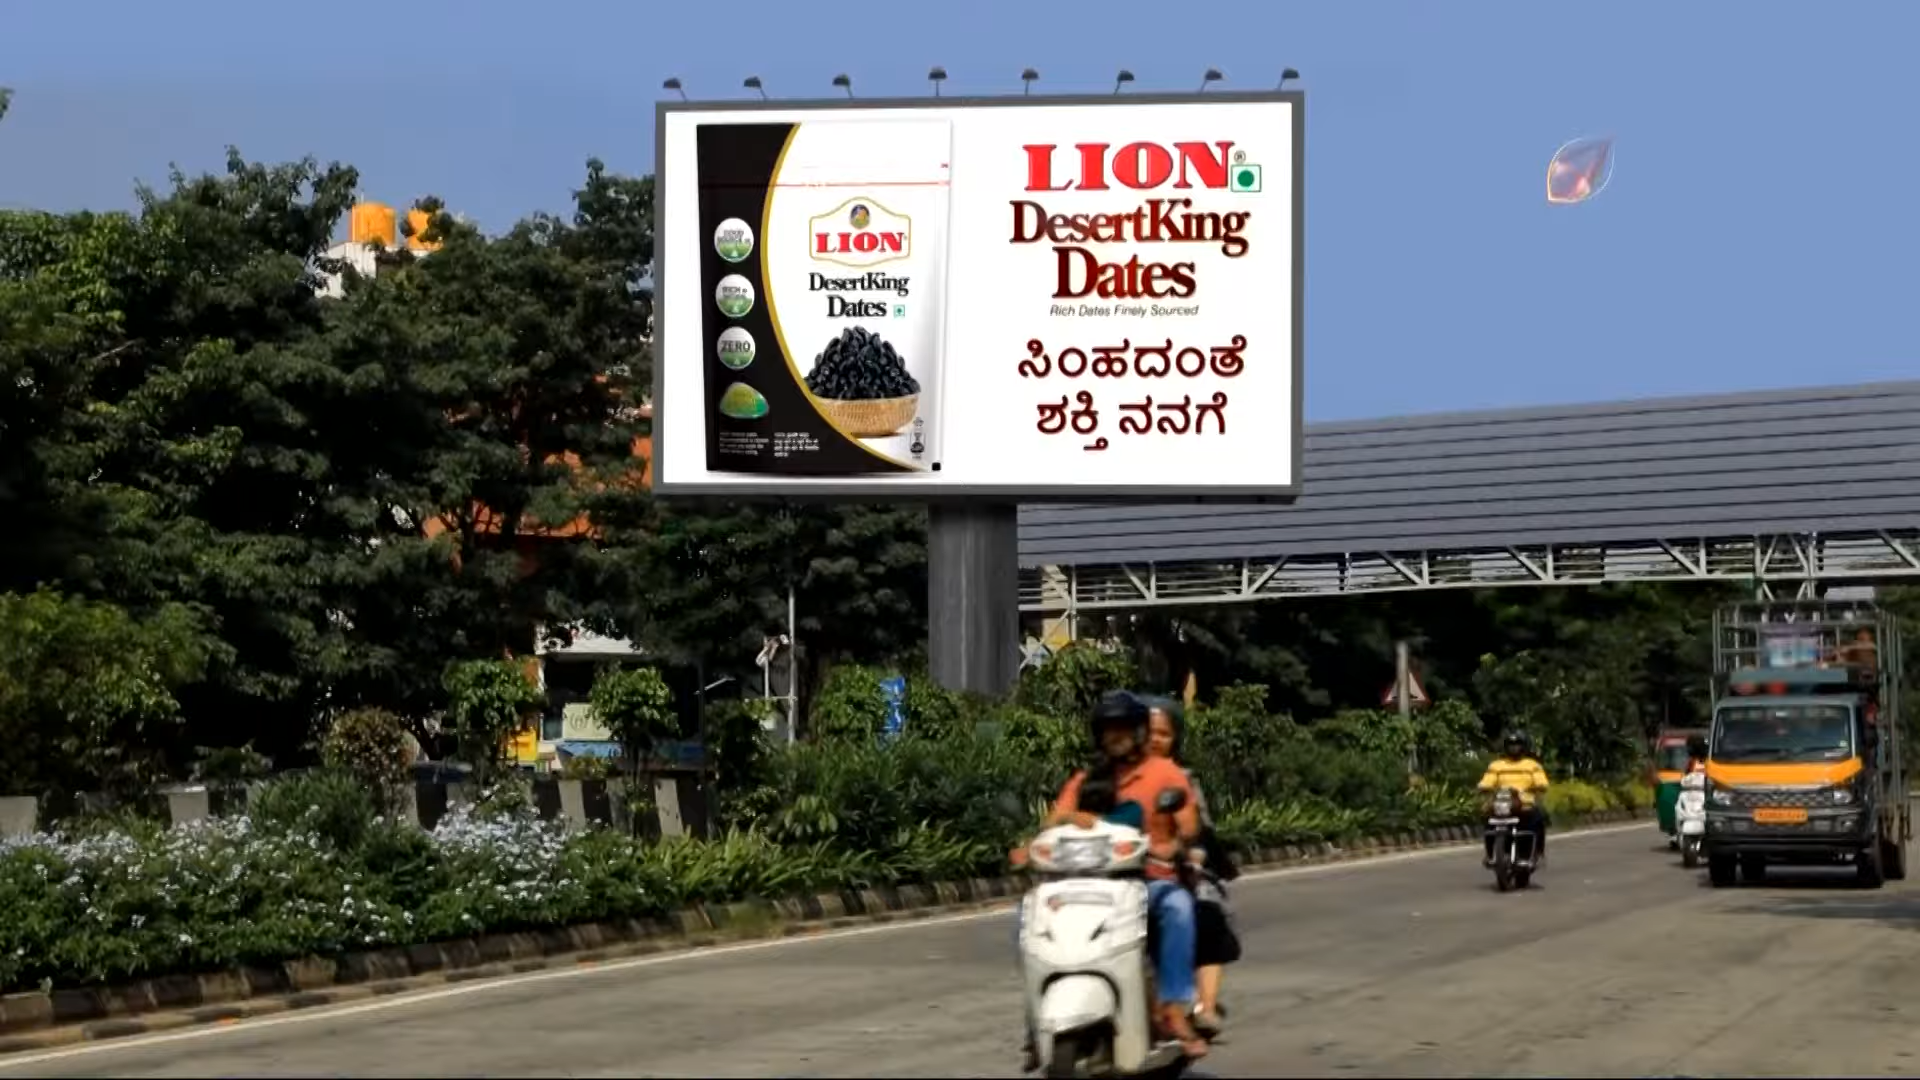 LION
DesertKing
Dates
ZERO
LION
DesertKing
Dates
Rich Dates Finely Sourced
ಸಿಂಹದಂತೆ
ಶಕ್ತಿ ನನಗೆ